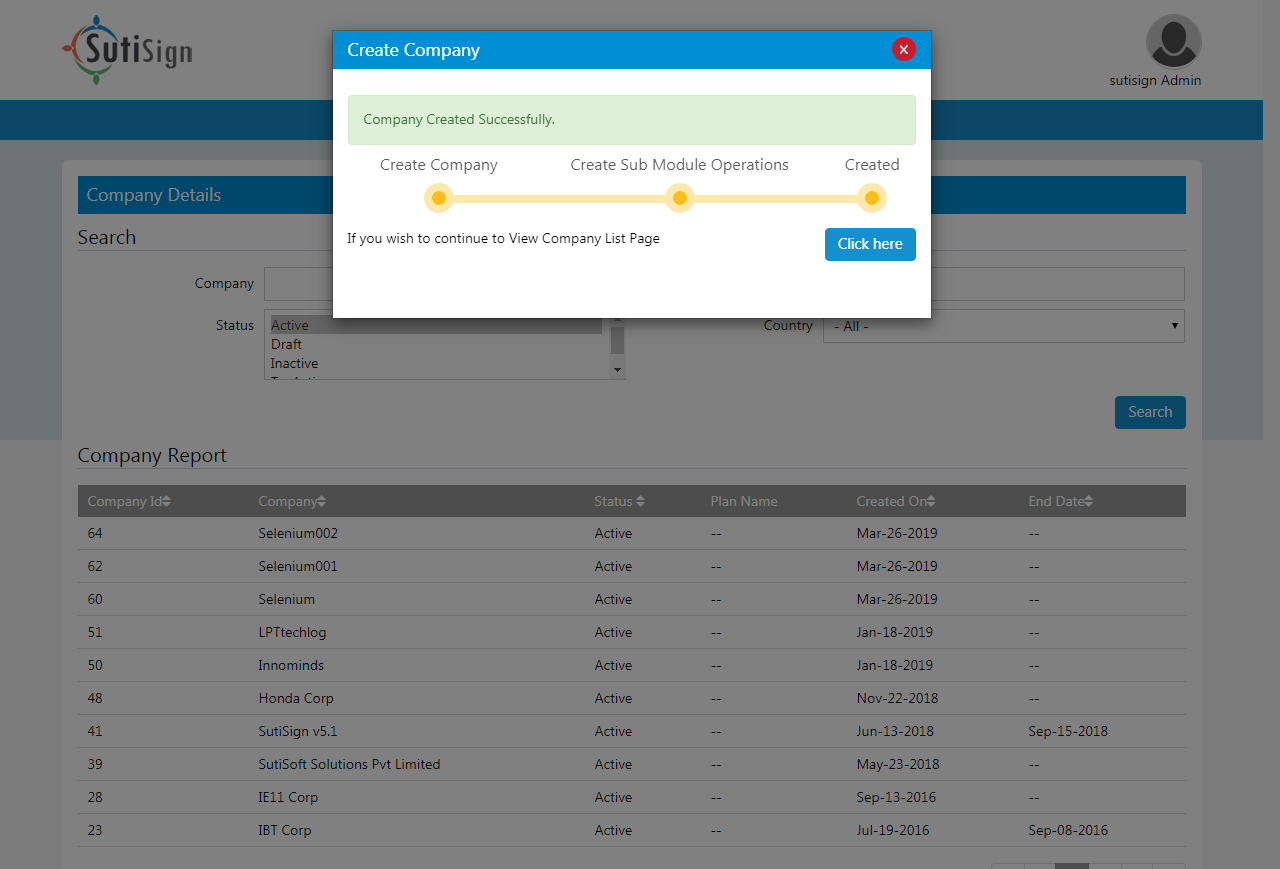 SutiSign
sutisign Admin
Create Company
Company Created Successfully.
Create Company Create Sub Module Operations Created
If you wish to continue to View Company List Page Click here
Company Details
Search
Company
Status Active Country - All -
Draft
Inactive
Search
Company Report
Company Id Company Status Plan Name Created On End Date
64 Selenium002 Active -- Mar-26-2019 --
62 Selenium001 Active -- Mar-26-2019 --
60 Selenium Active -- Mar-26-2019 --
51 LPTtechlog Active -- Jan-18-2019 --
50 Innominds Active -- Jan-18-2019 --
48 Honda Corp Active -- Nov-22-2018 --
41 SutiSign v5.1 Active -- Jun-13-2018 Sep-15-2018
39 SutiSoft Solutions Pvt Limited Active -- May-23-2018 --
28 IE11 Corp Active -- Sep-13-2016 --
23 IBT Corp Active -- Jul-19-2016 Sep-08-2016